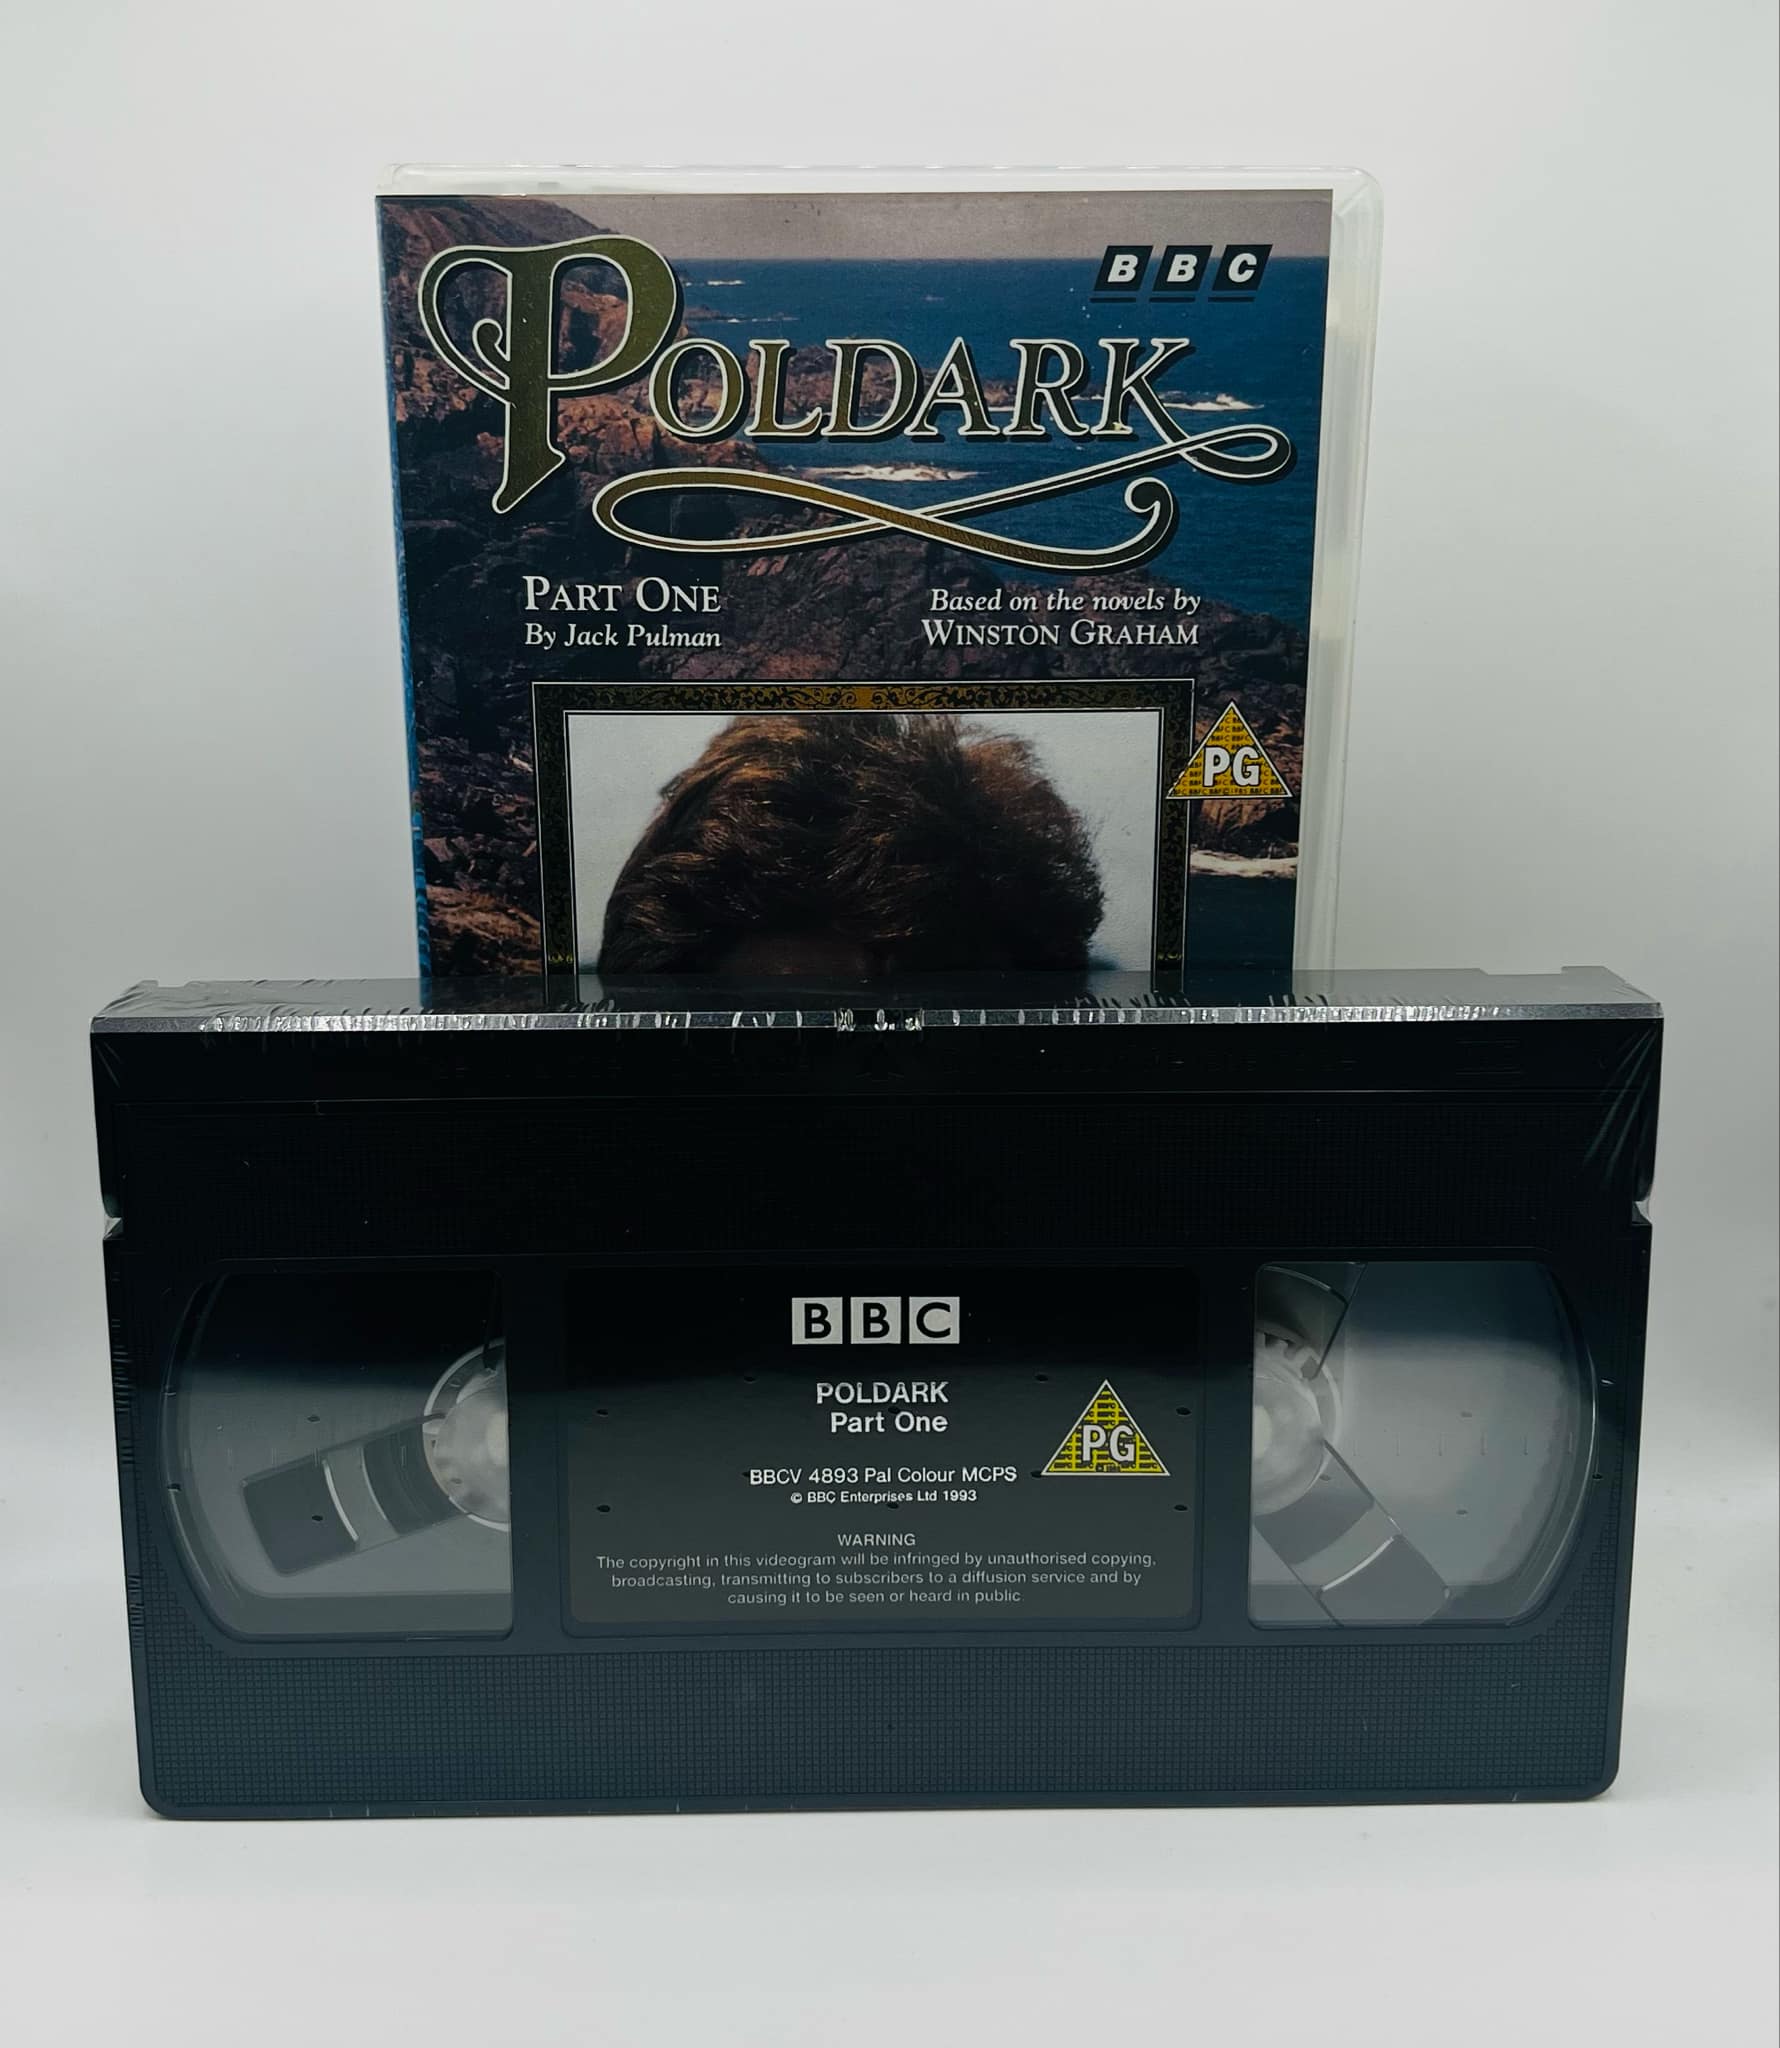 BBC
POLDARK
PART ONE
By Jack Pulman
Based on the novels by
WINSTON GRAHAM
PG
BBC
POLDARK
Part One
PG
BBCV 4893 Pal Colour MCPS
© BBC Enterprises Ltd 1993
WARNING
The copyright in this videogram will be infringed by unauthorised copying,
broadcasting, transmitting to subscribers to a diffusion service and by
causing it to be seen or heard in public.